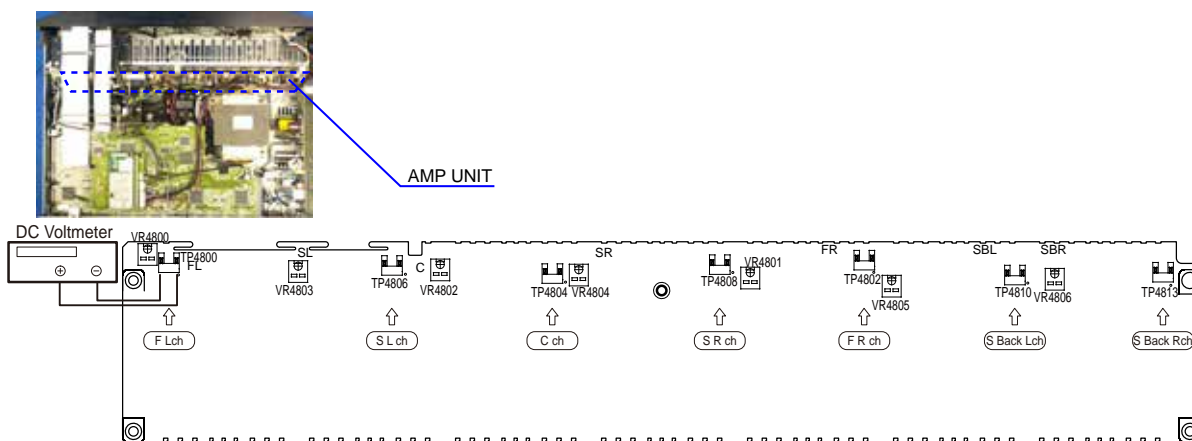 AMP UNIT
DC Voltmeter
VR4800
TP4800
FL
SL
VR4803
TP4806
C
VR4802
SR
TP4804
VR4804
TP4808
VR4801
FR
TP4802
VR4805
SBL
SBR
TP4810
VR4806
TP4813
F Lch
S L ch
C ch
S R ch
F R ch
S Back Lch
S Back Rch